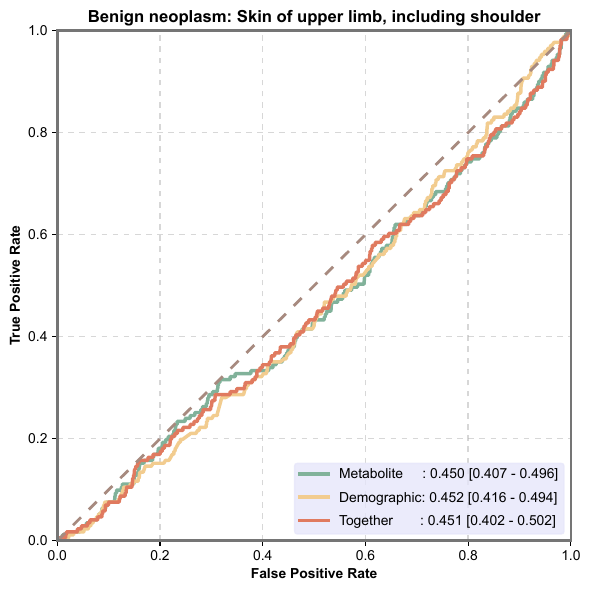 Benign neoplasm: Skin of upper limb, including shoulder
True Positive Rate
1.0
0.8
0.6
0.4
0.2
0.0
Metabolite : 0.450 [0.407 - 0.496]
Demographic: 0.452 [0.416 - 0.494]
Together : 0.451 [0.402 - 0.502]
0.0 0.2 0.4 0.6 0.8 1.0
False Positive Rate